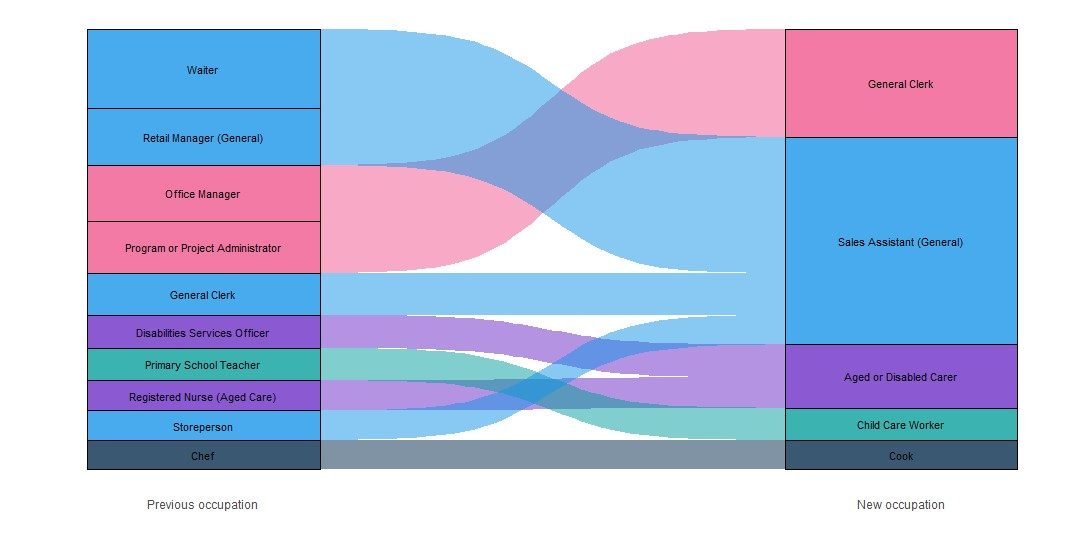 Waiter
Retail Manager (General)
Office Manager
Program or Project Administrator
General Clerk
Disabilities Services Officer
Primary School Teacher
Registered Nurse (Aged Care)
Storeperson
Chef
General Clerk
Sales Assistant (General)
Aged or Disabled Carer
Child Care Worker
Cook
Previous occupation
New occupation